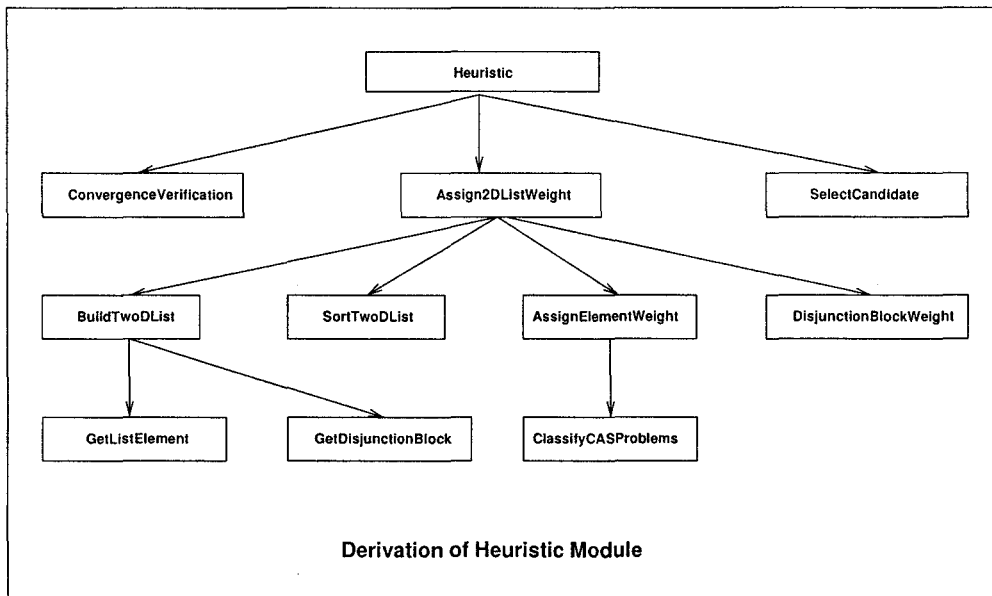 Heuristic
ConvergenceVerification
Assign2DListWeight
SelectCandidate
BuildTwoDList
SortTwoDList
AssignElementWeight
DisjunctionBlockWeight
GetListElement
GetDisjunctionBlock
ClassifyCASProblems
Derivation of Heuristic Module